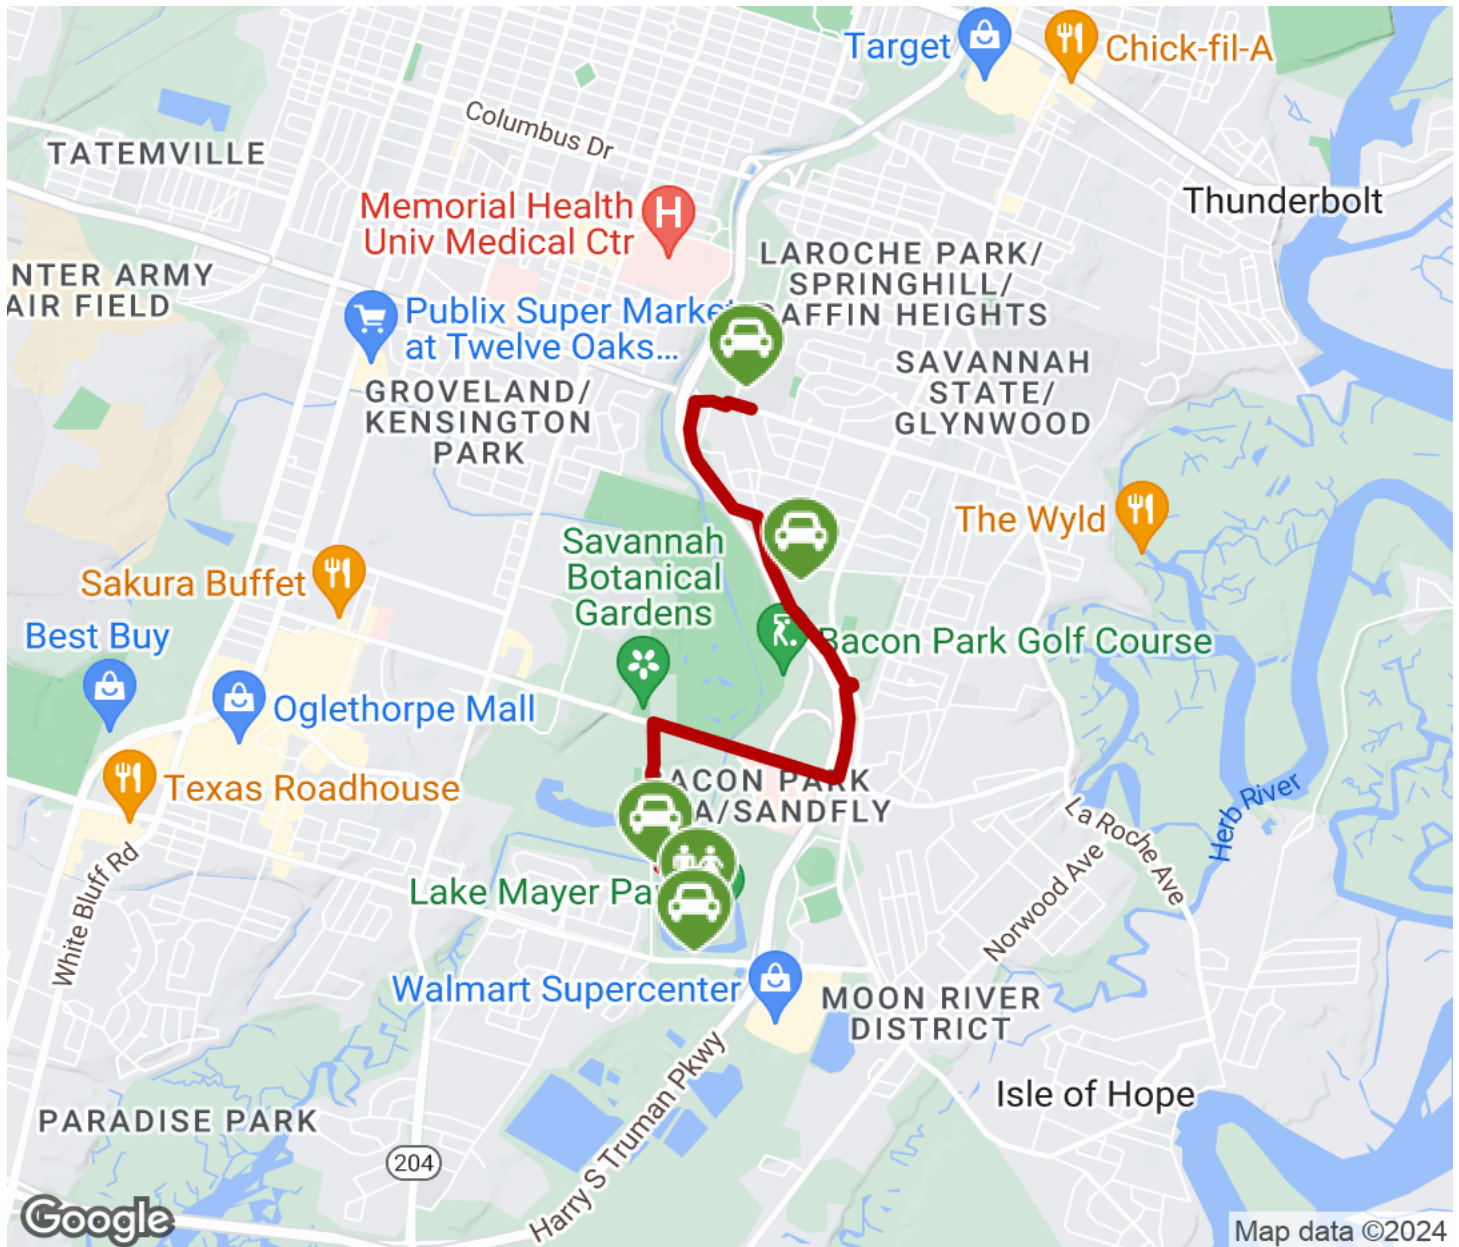 Target
Chick-fil-A
Columbus Dr
TATEMVILLE
Thunderbolt
Memorial Health
Univ Medical Ctr
H
LAROCHE PARK/
SPRINGHILL/
AFFIN HEIGHTS
NTER ARMY
AIR FIELD
Publix Super Marke
at Twelve Oaks...
SAVANNAH
STATE/
GLYNWOOD
GROVELAND/
KENSINGTON
PARK
The Wyld
Savannah
Botanical
Gardens
Sakura Buffet
Best Buy
Bacon Park Golf Course
Oglethorpe Mall
Texas Roadhouse
ACON PARK
A/SANDFLY
Herb River
La Roche Ave
Norwood Ave
White Bluff Rd
Lake Mayer Pa
Walmart Supercenter
MOON RIVER
DISTRICT
Harry S Truman Pkwy
Isle of Hope
PARADISE PARK
204
Google
Map data ©2024